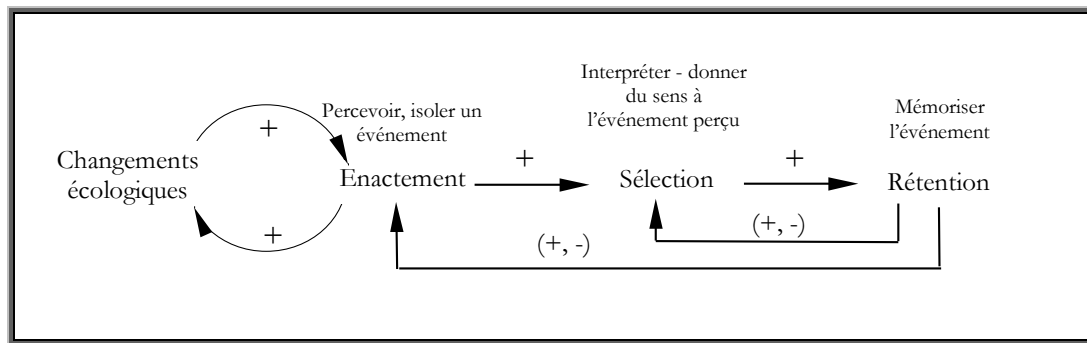 Changements
écologiques
+
+
Percevoir, isoler un
événement
Enactement
+
Interpréter - donner
du sens à
l'événement perçu
Sélection
+
Mémoriser
l'événement
Rétention
(+, -)
(+, -)